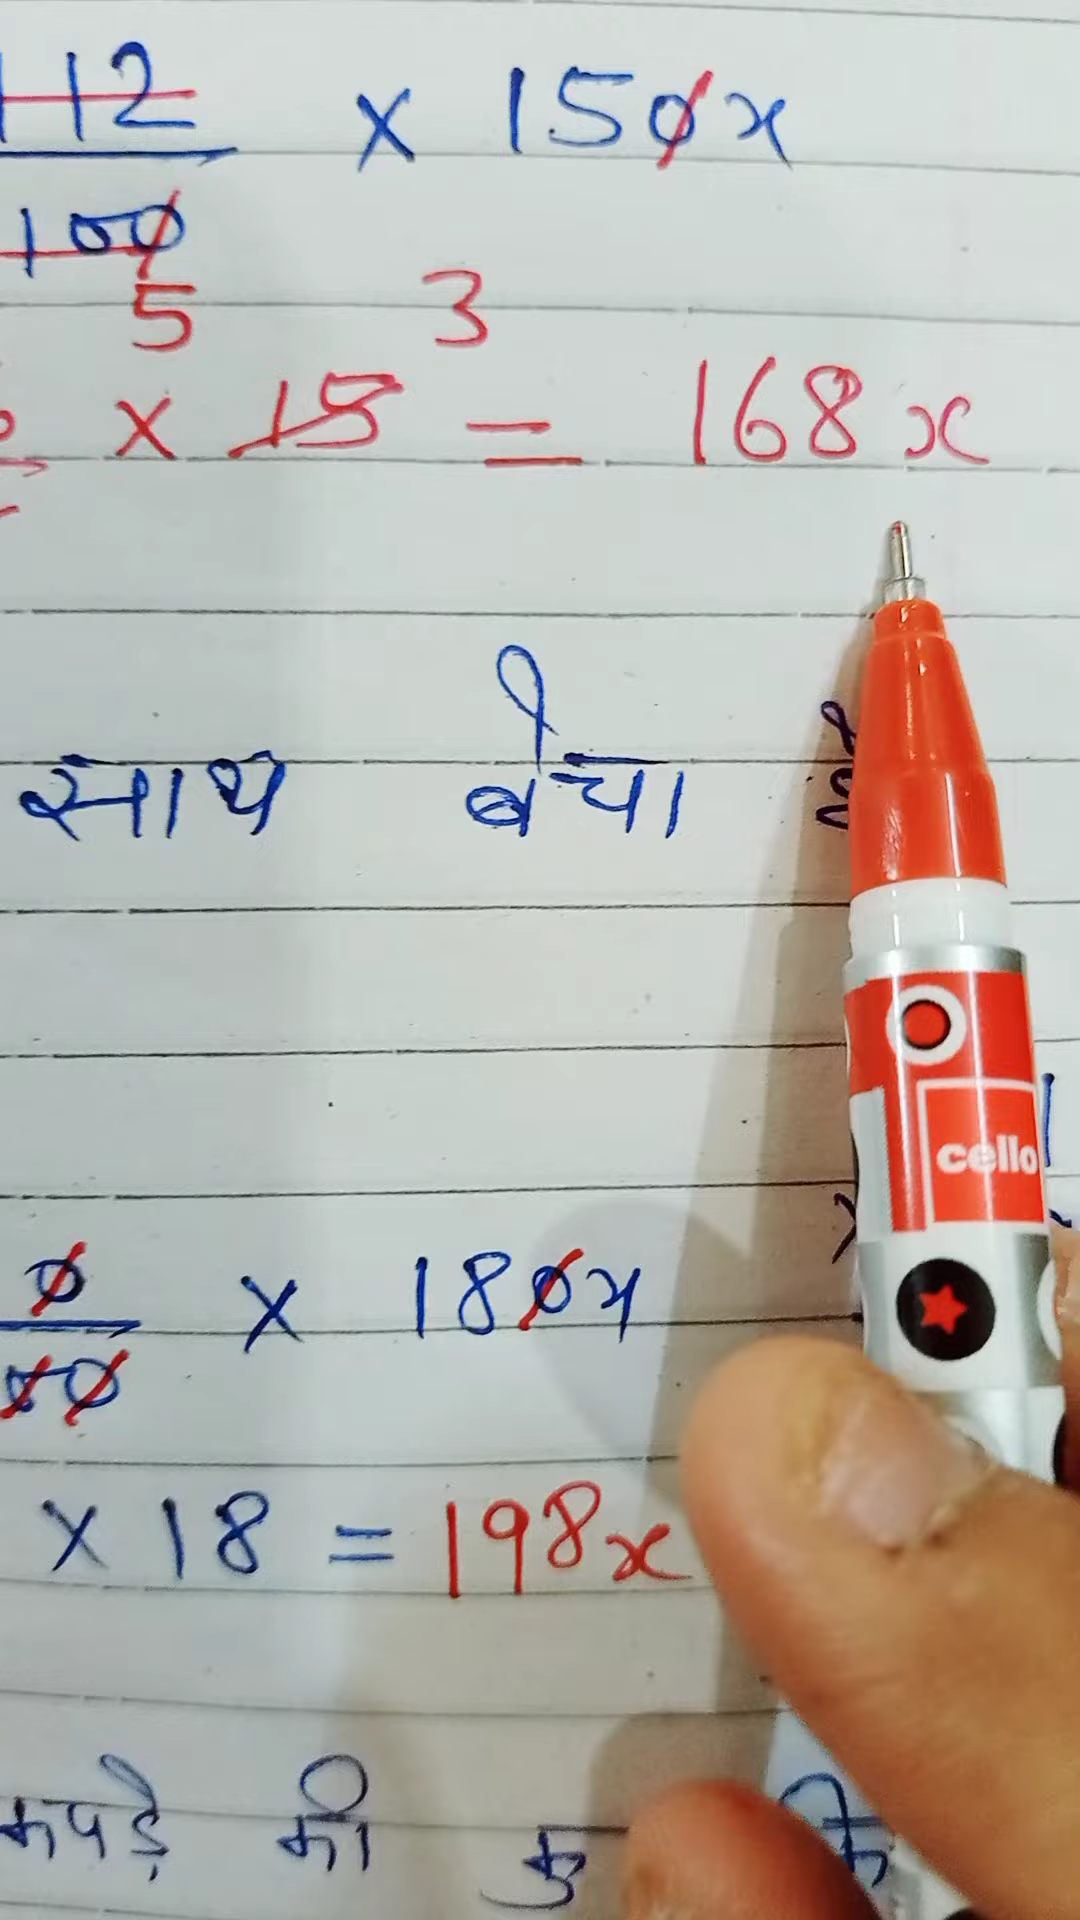 112 × 150x
100
5 3
× 15 = 168x
साथ बेचा
cello
0 × 180x
00
× 18 = 198x
कपड़े की कु